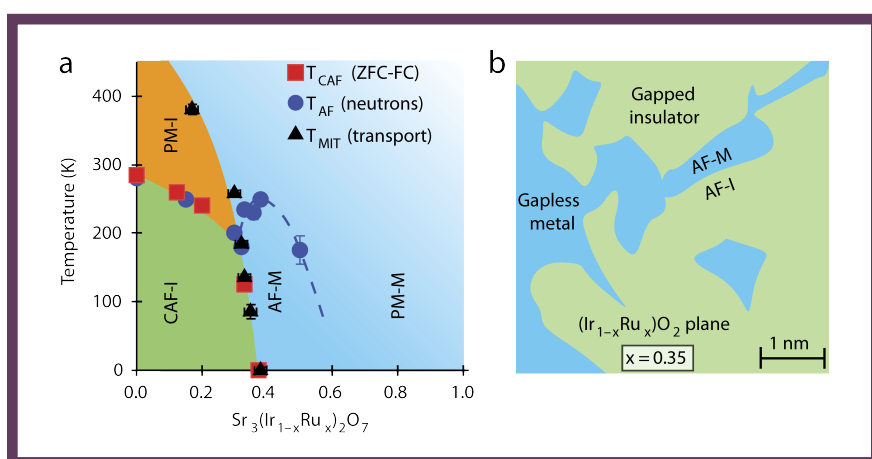 a
T_CAF (ZFC-FC)
T_AF (neutrons)
T_MIT (transport)
400
300
200
100
0
Temperature (K)
PM-I
CAF-I
AF-M
PM-M
0.0
0.2
0.4
0.6
0.8
1.0
Sr₃(Ir₁₋ₓRuₓ)₂O₇
b
Gapped
insulator
AF-M
AF-I
Gapless
metal
(Ir₁₋ₓRuₓ)O₂ plane
x = 0.35
1 nm